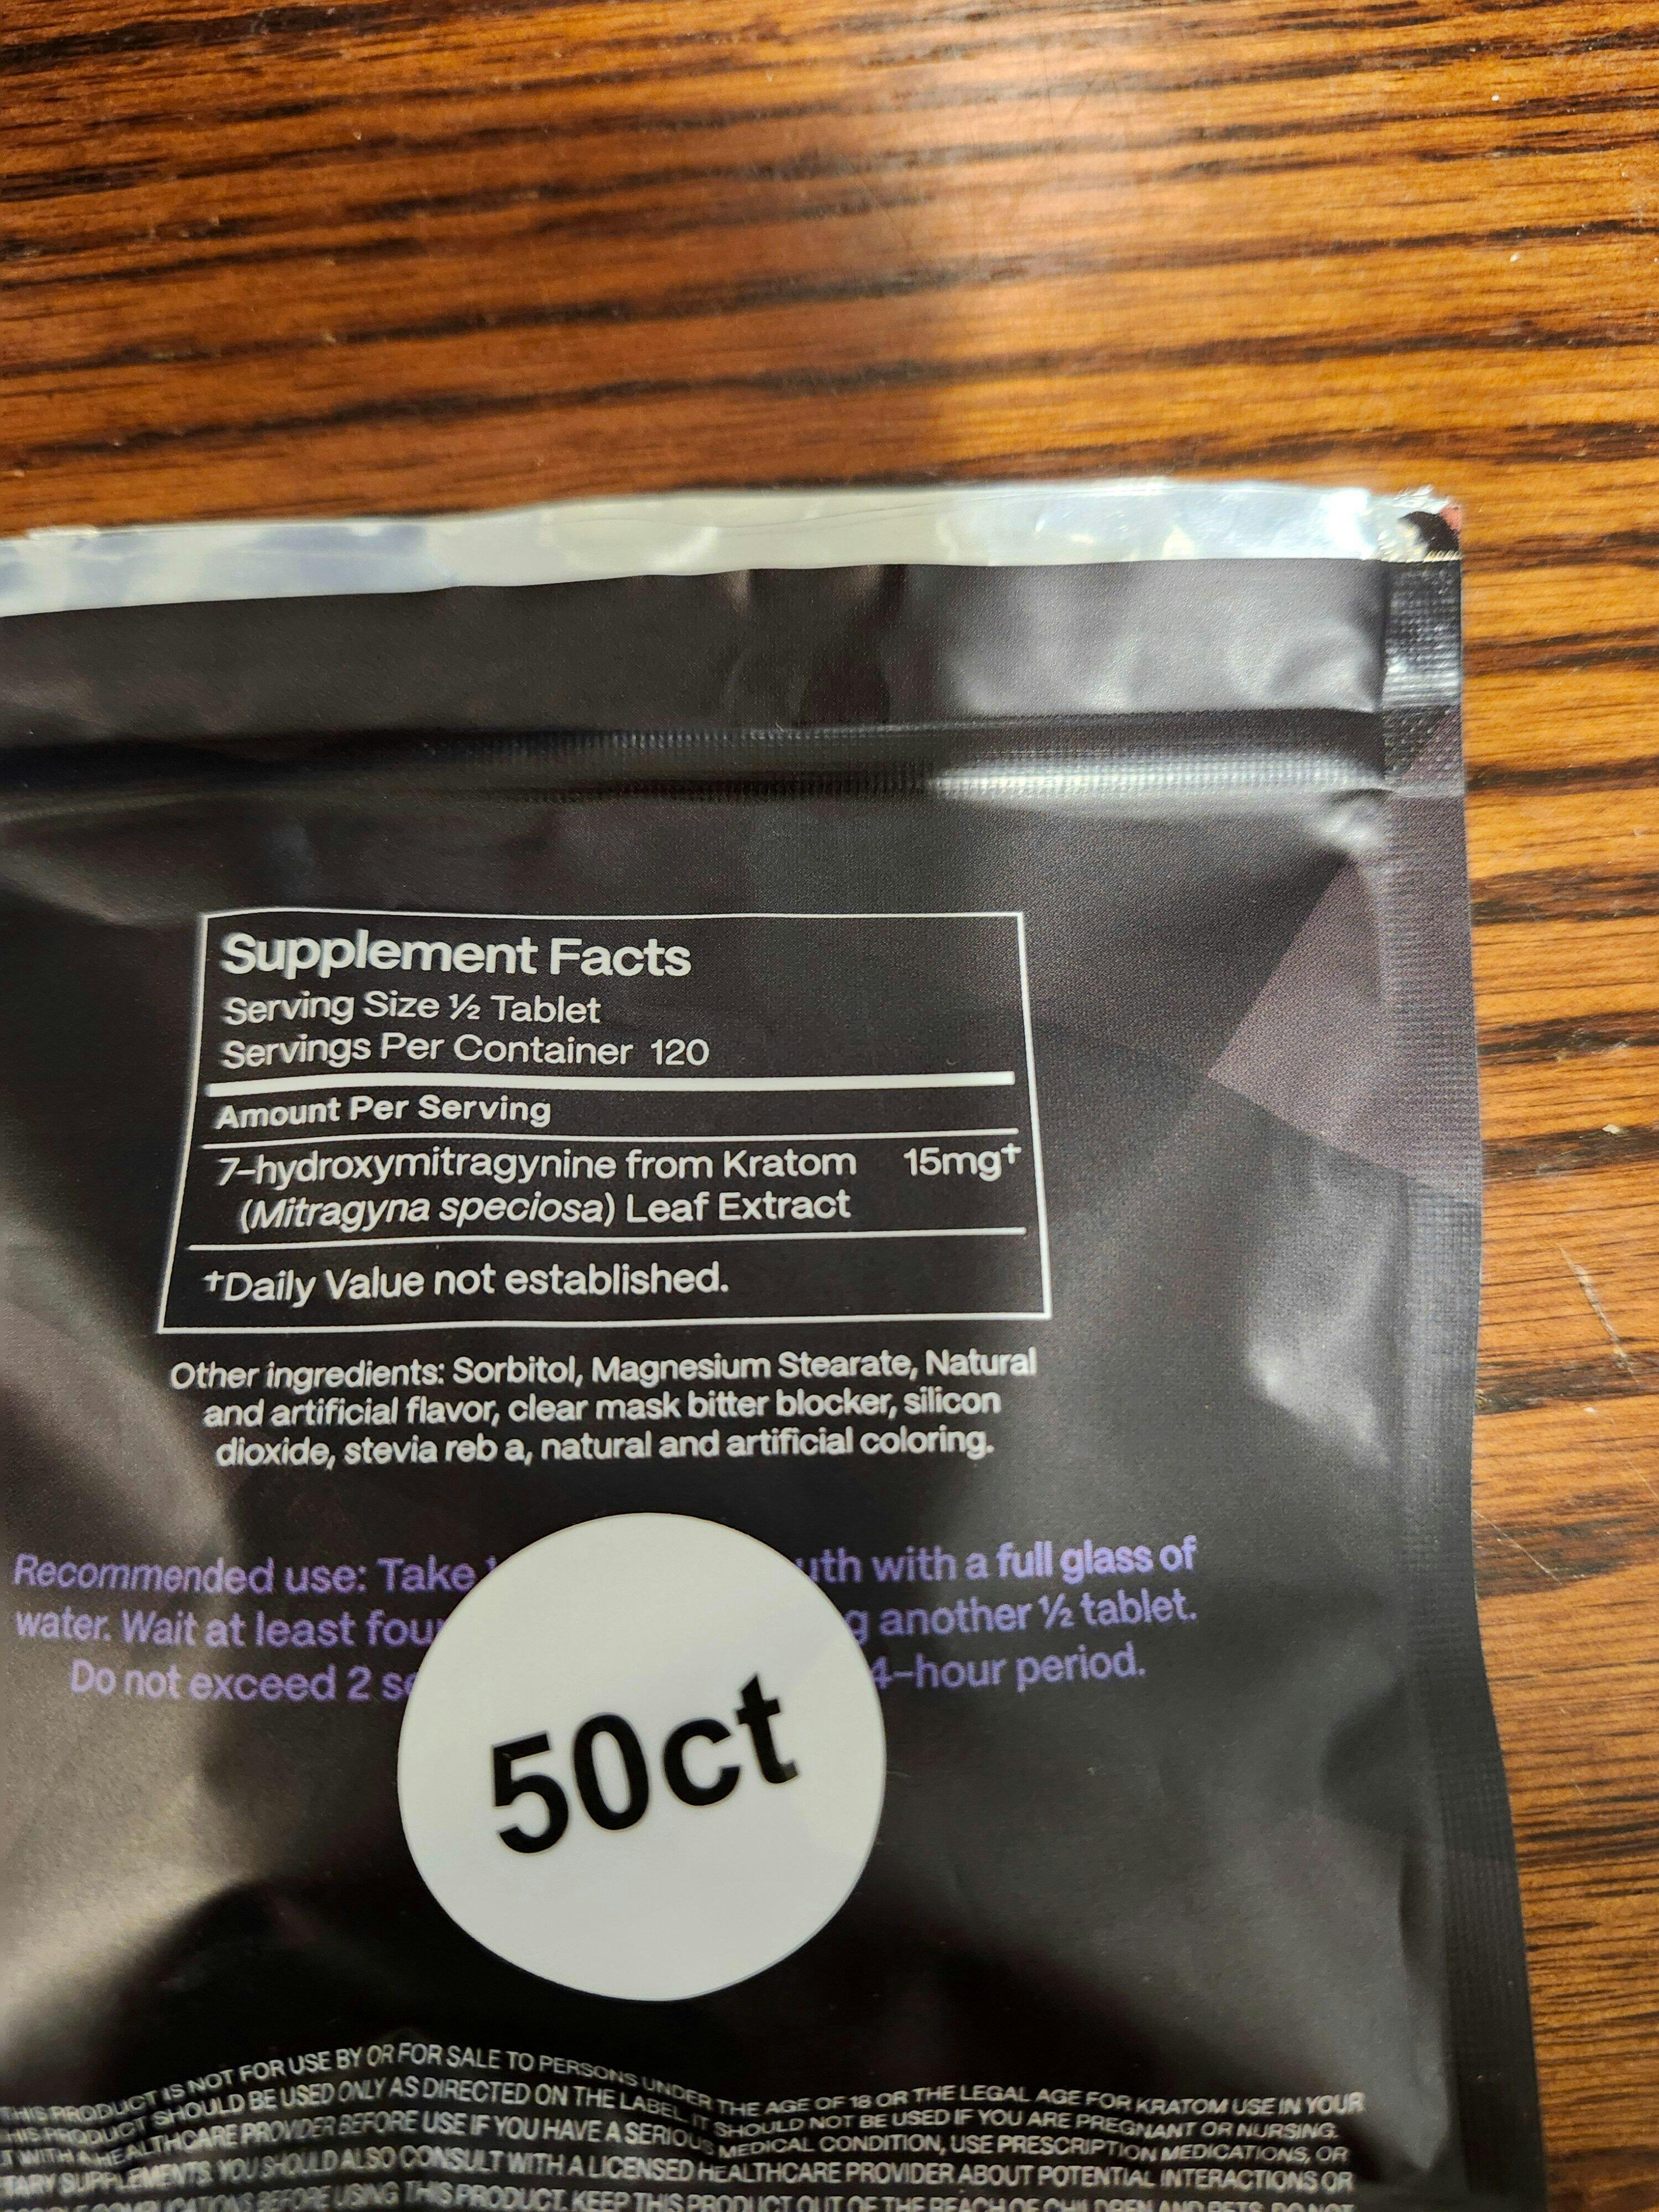 Supplement Facts
Serving Size ½ Tablet
Servings Per Container 120
Amount Per Serving
7-hydroxymitragynine from Kratom 15mg†
(Mitragyna speciosa) Leaf Extract
†Daily Value not established.
Other ingredients: Sorbitol, Magnesium Stearate, Natural
and artificial flavor, clear mask bitter blocker, silicon
dioxide, stevia reb a, natural and artificial coloring.
Recommended use: Take with a full glass of
water. Wait at least another ½ tablet.
Do not exceed 2 4-hour period.
50ct
THIS PRODUCT IS NOT FOR USE BY OR FOR SALE TO PERSONS UNDER THE AGE OF 18 OR THE LEGAL AGE FOR KRATOM USE IN YOUR
PRODUCT SHOULD BE USED ONLY AS DIRECTED ON THE LABEL. IT SHOULD NOT BE USED IF YOU ARE PREGNANT OR NURSING.
WITH A HEALTHCARE PROVIDER BEFORE USE IF YOU HAVE A SERIOUS MEDICAL CONDITION, USE PRESCRIPTION MEDICATIONS, OR
SUPPLEMENTS. YOU SHOULD ALSO CONSULT WITH A LICENSED HEALTHCARE PROVIDER ABOUT POTENTIAL INTERACTIONS OR
COMPLICATIONS BEFORE USING THIS PRODUCT. KEEP THIS PRODUCT OUT OF THE REACH OF CHILDREN AND PETS. DO NOT